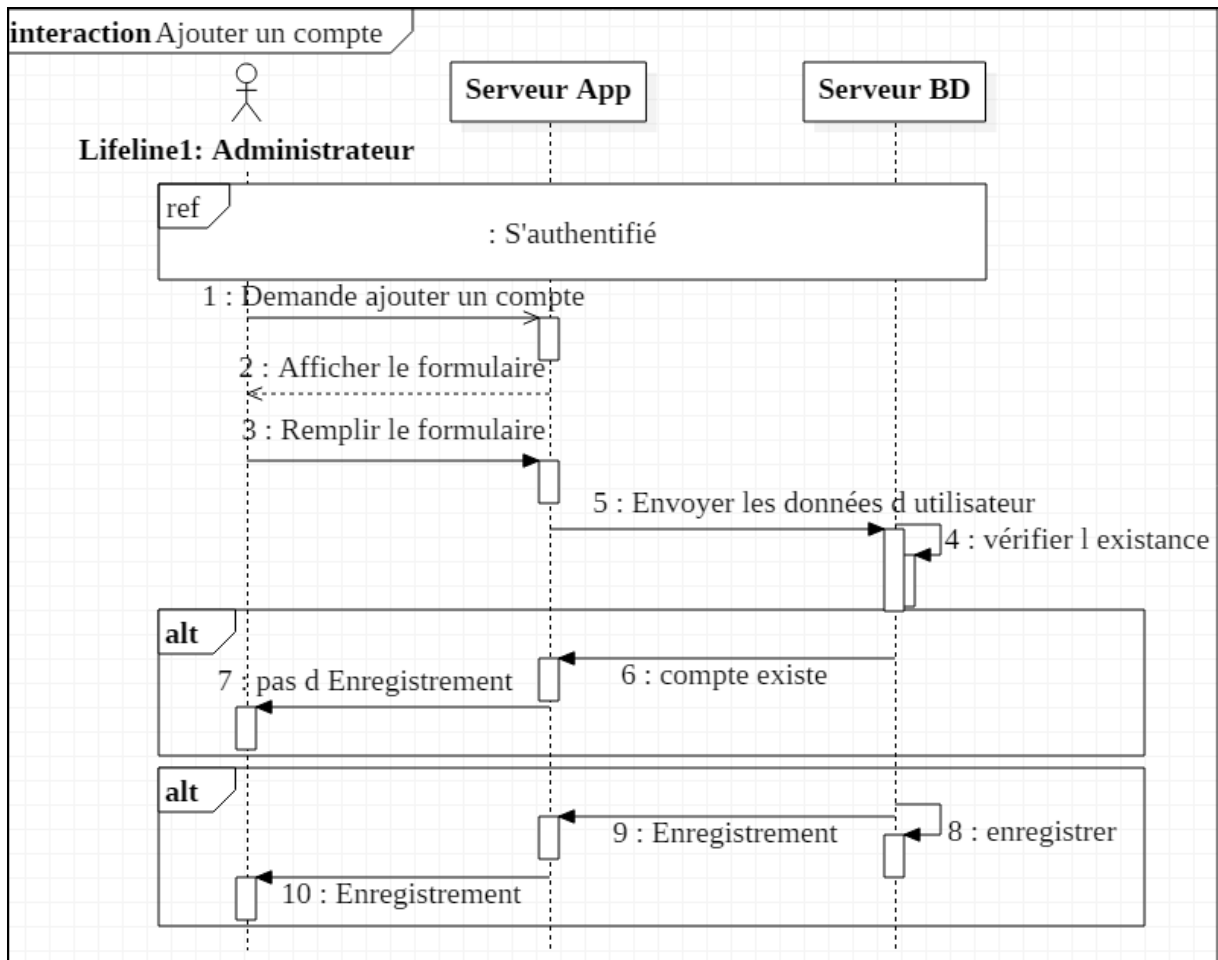 interaction Ajouter un compte
Serveur App
Serveur BD
Lifeline1: Administrateur
ref
: S'authentifié
1 : Demande ajouter un compte
2 : Afficher le formulaire
3 : Remplir le formulaire
5 : Envoyer les données d utilisateur
4 : vérifier l existance
alt
6 : compte existe
7 : pas d Enregistrement
alt
9 : Enregistrement
8 : enregistrer
10 : Enregistrement